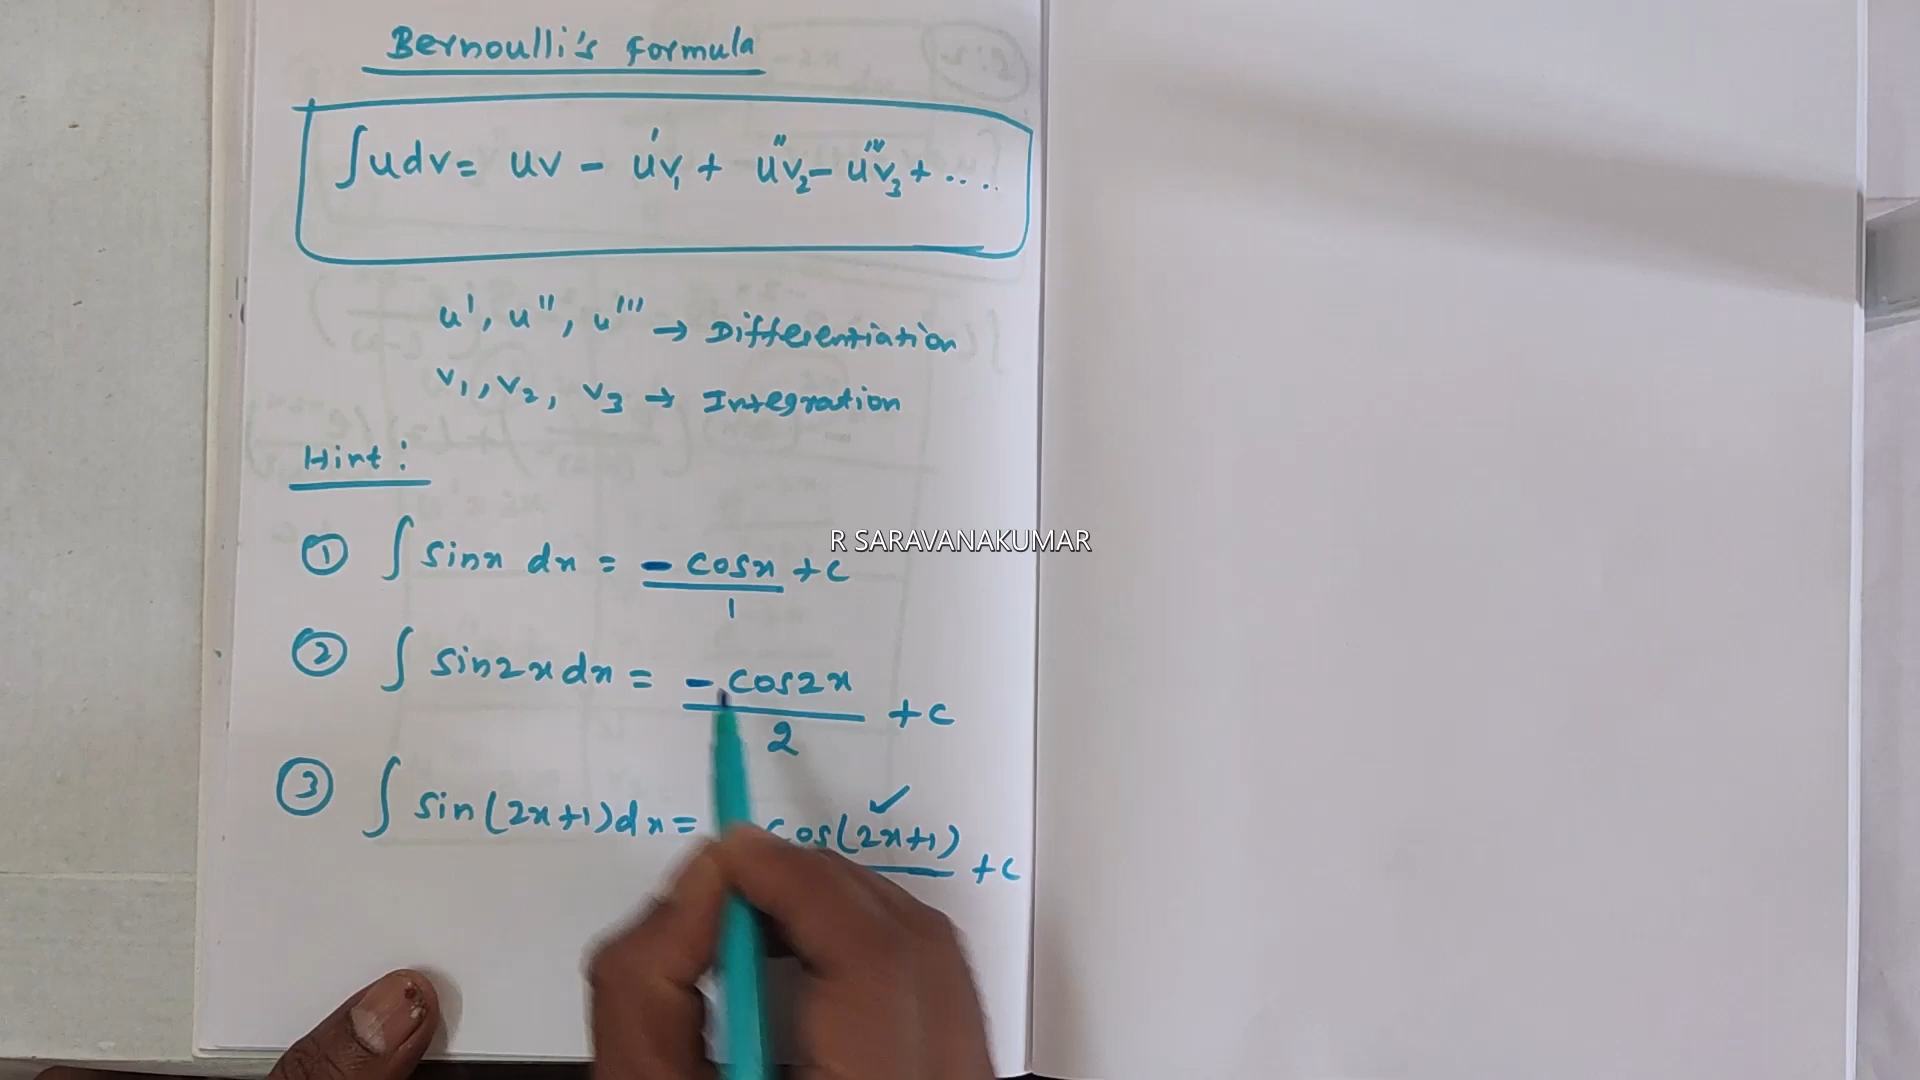 Bernoulli's Formula
∫udv = uv - u'v₁ + u''v₂ - u'''v₃ + ....
u', u'', u''' → Differentiation
v₁, v₂, v₃ → Integration
Hint:
① ∫ sinx dx = - cosx / 1 + c
② ∫ sin2x dx = - cos2x / 2 + c
③ ∫ sin(2x+1)dx = cos(2x+1) + c
R SARAVANAKUMAR